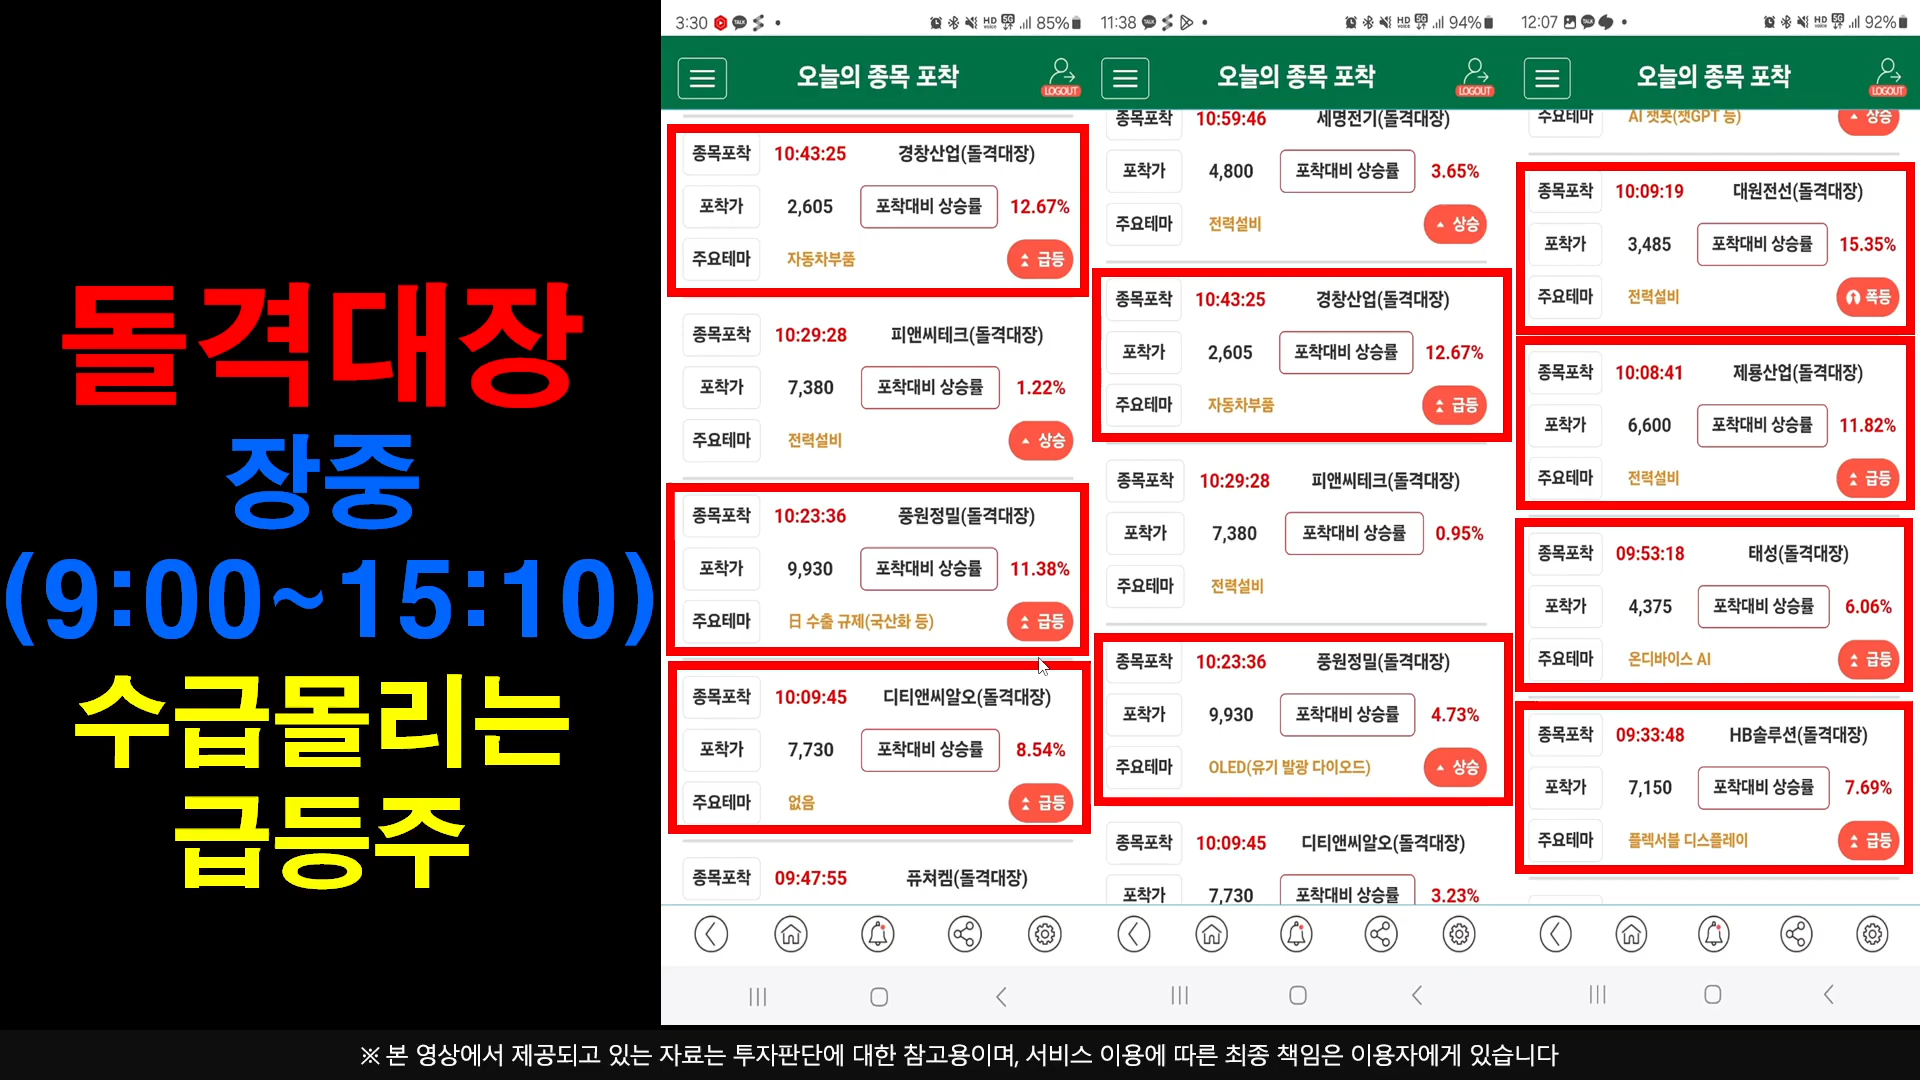 돌격대장
장중
(9:00~15:10)
수급몰리는
급등주
3:30 85%
오늘의 종목 포착
LOGOUT
종목포착 10:43:25 경창산업(돌격대장)
포착가 2,605 포착대비 상승률 12.67%
주요테마 자동차부품 급등
종목포착 10:29:28 피앤씨테크(돌격대장)
포착가 7,380 포착대비 상승률 1.22%
주요테마 전력설비 상승
종목포착 10:23:36 풍원정밀(돌격대장)
포착가 9,930 포착대비 상승률 11.38%
주요테마 日 수출 규제(국산화 등) 급등
종목포착 10:09:45 디티앤씨알오(돌격대장)
포착가 7,730 포착대비 상승률 8.54%
주요테마 없음 급등
종목포착 09:47:55 퓨쳐켐(돌격대장)
11:38 94%
오늘의 종목 포착
LOGOUT
종목포착 10:59:46 세명전기(돌격대장)
포착가 4,800 포착대비 상승률 3.65%
주요테마 전력설비 상승
종목포착 10:43:25 경창산업(돌격대장)
포착가 2,605 포착대비 상승률 12.67%
주요테마 자동차부품 급등
종목포착 10:29:28 피앤씨테크(돌격대장)
포착가 7,380 포착대비 상승률 0.95%
주요테마 전력설비
종목포착 10:23:36 풍원정밀(돌격대장)
포착가 9,930 포착대비 상승률 4.73%
주요테마 OLED(유기 발광 다이오드) 상승
종목포착 10:09:45 디티앤씨알오(돌격대장)
포착가 7,730 포착대비 상승률 3.23%
12:07 92%
오늘의 종목 포착
LOGOUT
주요테마 AI 챗봇(챗GPT 등) 상승
종목포착 10:09:19 대원전선(돌격대장)
포착가 3,485 포착대비 상승률 15.35%
주요테마 전력설비 폭등
종목포착 10:08:41 제룡산업(돌격대장)
포착가 6,600 포착대비 상승률 11.82%
주요테마 전력설비 급등
종목포착 09:53:18 태성(돌격대장)
포착가 4,375 포착대비 상승률 6.06%
주요테마 온디바이스 AI 급등
종목포착 09:33:48 HB솔루션(돌격대장)
포착가 7,150 포착대비 상승률 7.69%
주요테마 플렉서블 디스플레이 급등
※ 본 영상에서 제공되고 있는 자료는 투자판단에 대한 참고용이며, 서비스 이용에 따른 최종 책임은 이용자에게 있습니다